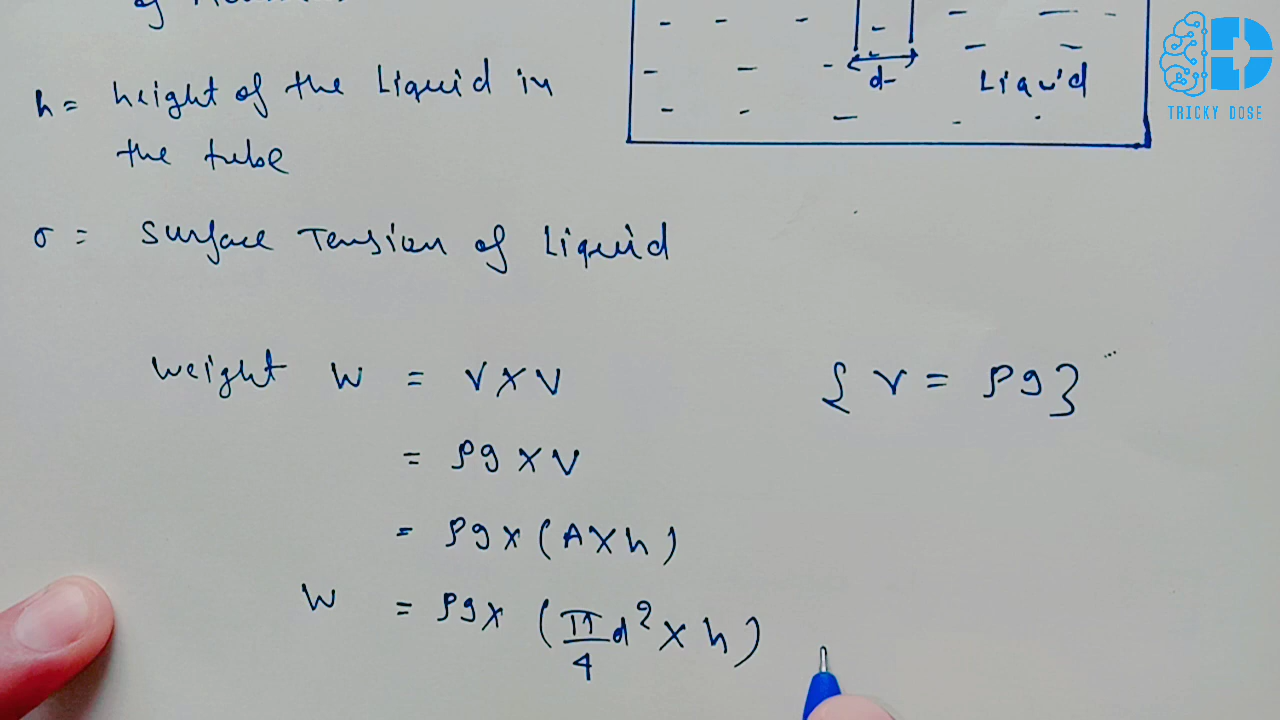 of
h = height of the Liquid in
the tube
d
Liquid
TRICKY DOSE
σ = Surface Tension of Liquid
Weight W = γ × V
{ γ = ρg }
= ρg × V
= ρg × (A × h)
W = ρg × (π/4 d² × h)